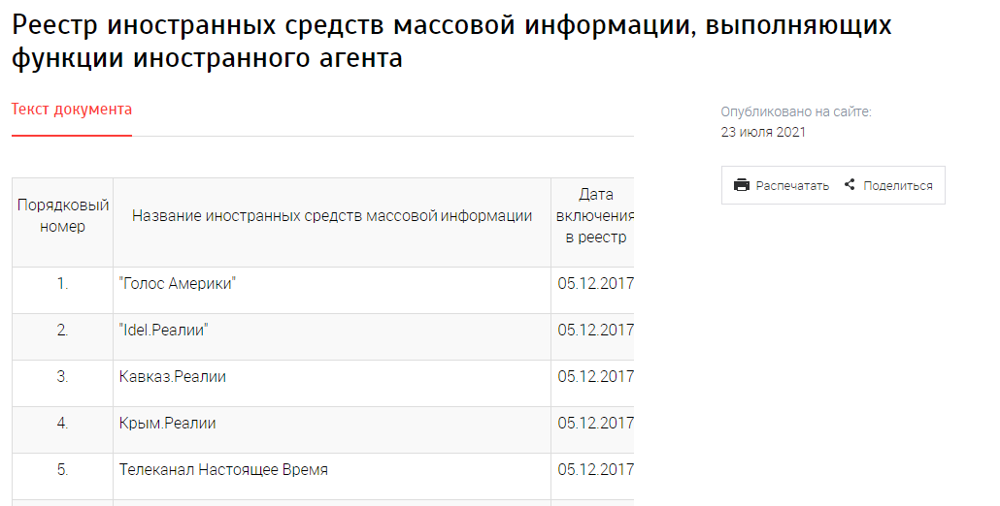 Реестр иностранных средств массовой информации, выполняющих
функции иностранного агента
Текст документа
Опубликовано на сайте:
23 июля 2021
Распечатать
Поделиться
Порядковый
номер
Название иностранных средств массовой информации
Дата
включения
в реестр
1.
"Голос Америки"
05.12.2017
2.
"Idel.Реалии"
05.12.2017
3.
Кавказ.Реалии
05.12.2017
4.
Крым.Реалии
05.12.2017
5.
Телеканал Настоящее Время
05.12.2017